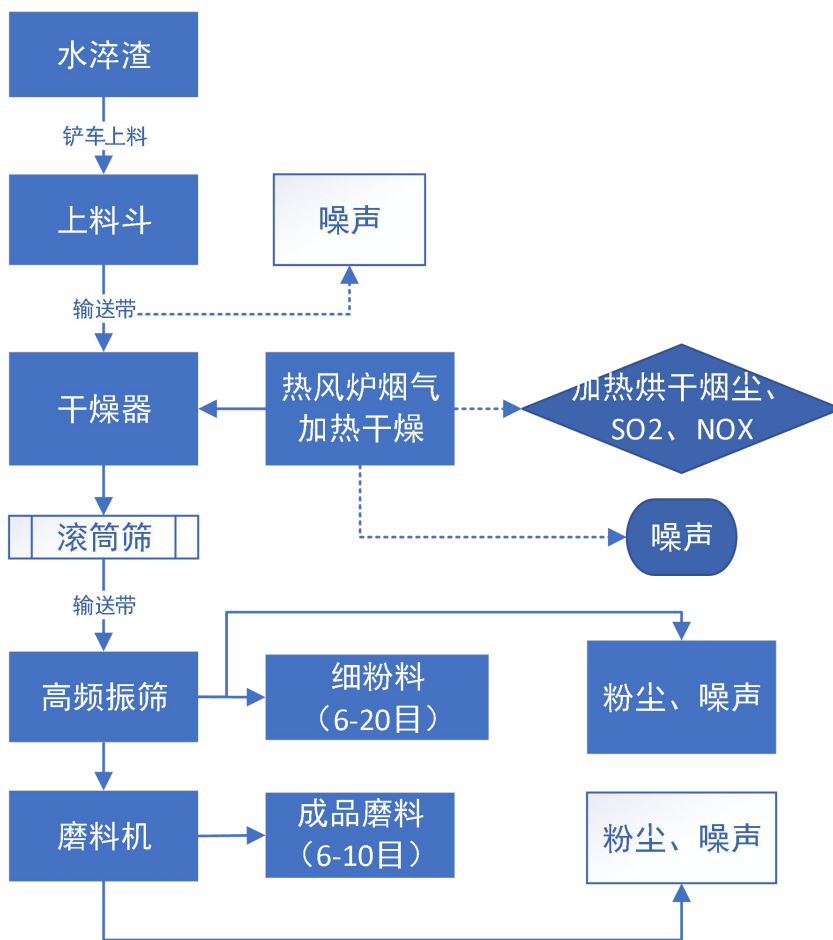 水淬渣
铲车上料
上料斗
噪声
输送带
干燥器
热风炉烟气
加热干燥
加热烘干烟尘、
SO2、NOX
滚筒筛
噪声
输送带
高频振筛
细粉料
（6-20目）
粉尘、噪声
磨料机
成品磨料
（6-10目）
粉尘、噪声